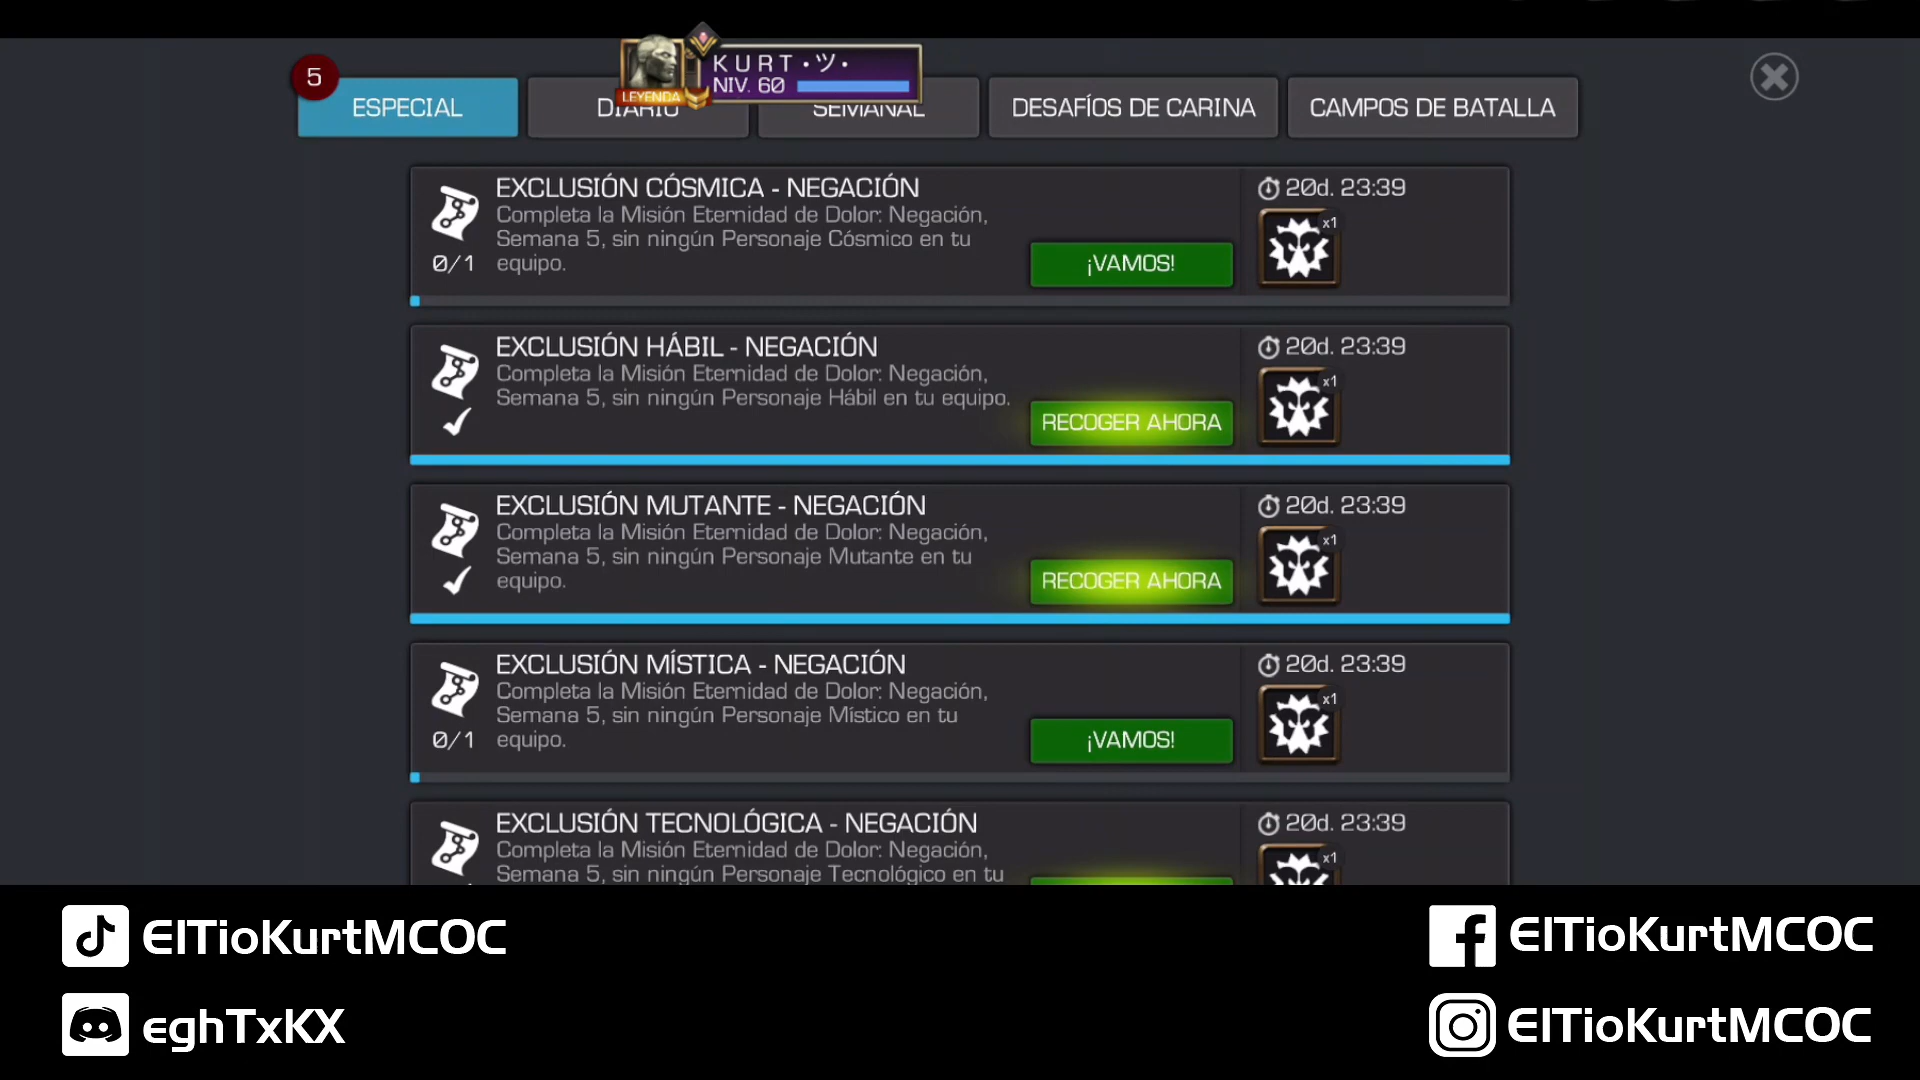 5
ESPECIAL
DIARIO
SEMANAL
DESAFÍOS DE CARINA
CAMPOS DE BATALLA
K U R T •ツ•
NIV. 60
LEYENDA
EXCLUSIÓN CÓSMICA - NEGACIÓN
Completa la Misión Eternidad de Dolor: Negación,
Semana 5, sin ningún Personaje Cósmico en tu
equipo.
0/1
¡VAMOS!
20d. 23:39
x1
EXCLUSIÓN HÁBIL - NEGACIÓN
Completa la Misión Eternidad de Dolor: Negación,
Semana 5, sin ningún Personaje Hábil en tu equipo.
RECOGER AHORA
20d. 23:39
x1
EXCLUSIÓN MUTANTE - NEGACIÓN
Completa la Misión Eternidad de Dolor: Negación,
Semana 5, sin ningún Personaje Mutante en tu
equipo.
RECOGER AHORA
20d. 23:39
x1
EXCLUSIÓN MÍSTICA - NEGACIÓN
Completa la Misión Eternidad de Dolor: Negación,
Semana 5, sin ningún Personaje Místico en tu
equipo.
0/1
¡VAMOS!
20d. 23:39
x1
EXCLUSIÓN TECNOLÓGICA - NEGACIÓN
Completa la Misión Eternidad de Dolor: Negación,
Semana 5, sin ningún Personaje Tecnológico en tu
20d. 23:39
x1
ElTioKurtMCOC
eghTxKX
ElTioKurtMCOC
ElTioKurtMCOC